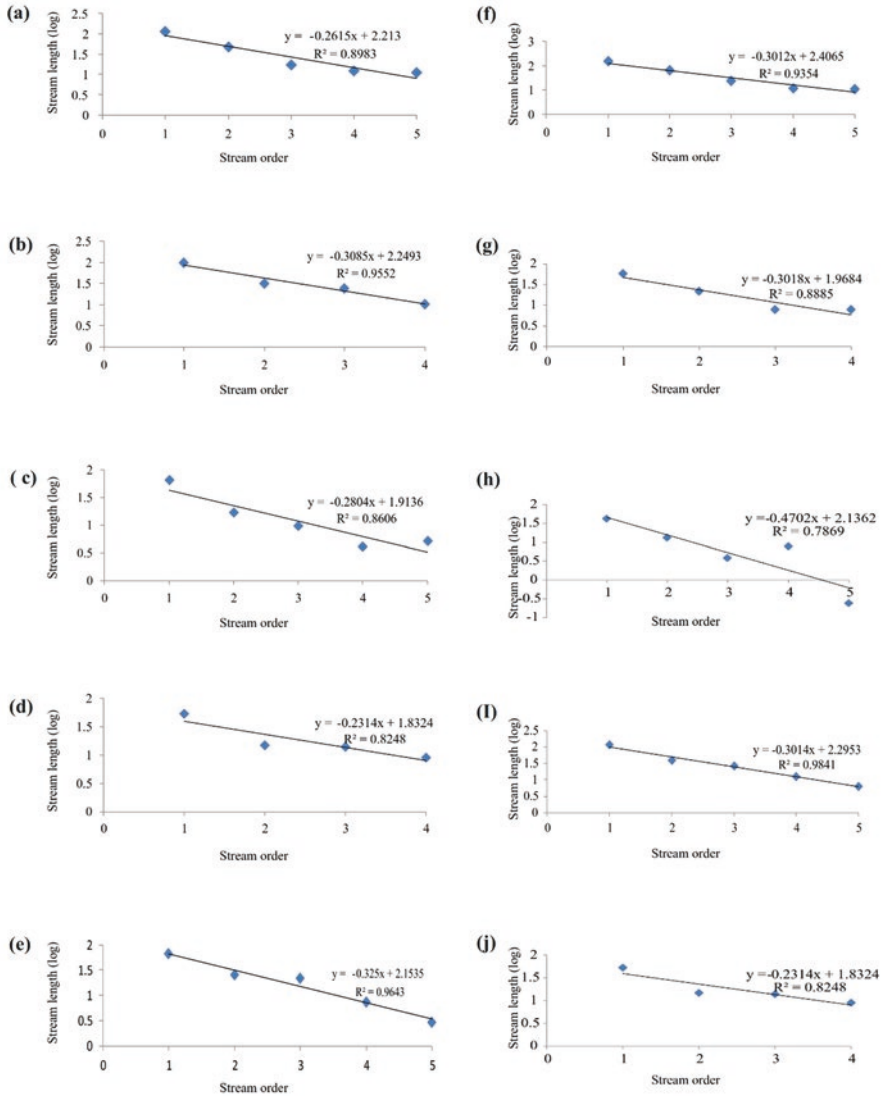 (a)
Stream length (log)
2.5
2
1.5
1
0.5
0
y = -0.2615x + 2.213
R² = 0.8983
0 1 2 3 4 5
Stream order
(b)
Stream length (log)
2.5
2
1.5
1
0.5
0
y = -0.3085x + 2.2493
R² = 0.9552
0 1 2 3 4
Stream order
( c)
Stream length (log)
2
1.5
1
0.5
0
y = -0.2804x + 1.9136
R² = 0.8606
0 1 2 3 4 5
Stream order
(d)
Stream length (log)
2
1.5
1
0.5
0
y = -0.2314x + 1.8324
R² = 0.8248
0 1 2 3 4
Stream order
(e)
Stream length (log)
2
1.5
1
0.5
0
y = -0.325x + 2.1535
R² = 0.9643
0 1 2 3 4 5
Stream order
(f)
Stream length (log)
3
2
1
0
y = -0.3012x + 2.4065
R² = 0.9354
0 1 2 3 4 5
Stream order
(g)
Stream length (log)
2
1.5
1
0.5
0
y = -0.3018x + 1.9684
R² = 0.8885
0 1 2 3 4
Stream order
(h)
Stream length (log)
2
1.5
1
0.5
0
-0.5
-1
y = -0.4702x + 2.1362
R² = 0.7869
0 1 2 3 4 5
Stream order
(I)
Stream length (log)
2.5
2
1.5
1
0.5
0
y = -0.3014x + 2.2953
R² = 0.9841
0 1 2 3 4 5
Stream order
(j)
Stream length (log)
2
1.5
1
0.5
0
y = -0.2314x + 1.8324
R² = 0.8248
0 1 2 3 4
Stream order